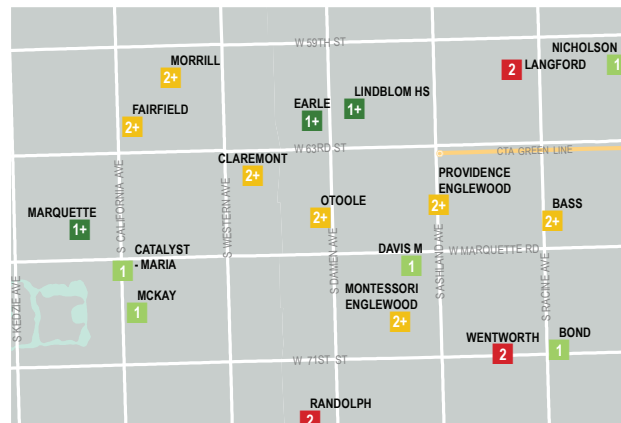 W 59TH ST
NICHOLSON
1
MORRILL
2+
2
LANGFORD
LINDBLOM HS
1+
EARLE
1+
FAIRFIELD
2+
W 63RD ST
CTA GREEN LINE
CLAREMONT
2+
PROVIDENCE
ENGLEWOOD
2+
OTOOLE
2+
BASS
2+
MARQUETTE
1+
S CALIFORNIA AVE
S WESTERN AVE
S DAMEN AVE
S ASHLAND AVE
S RACINE AVE
S KEDZIE AVE
DAVIS M
1
W MARQUETTE RD
CATALYST
- MARIA
1
MCKAY
1
MONTESSORI
ENGLEWOOD
2+
WENTWORTH
2
BOND
1
W 71ST ST
RANDOLPH
2